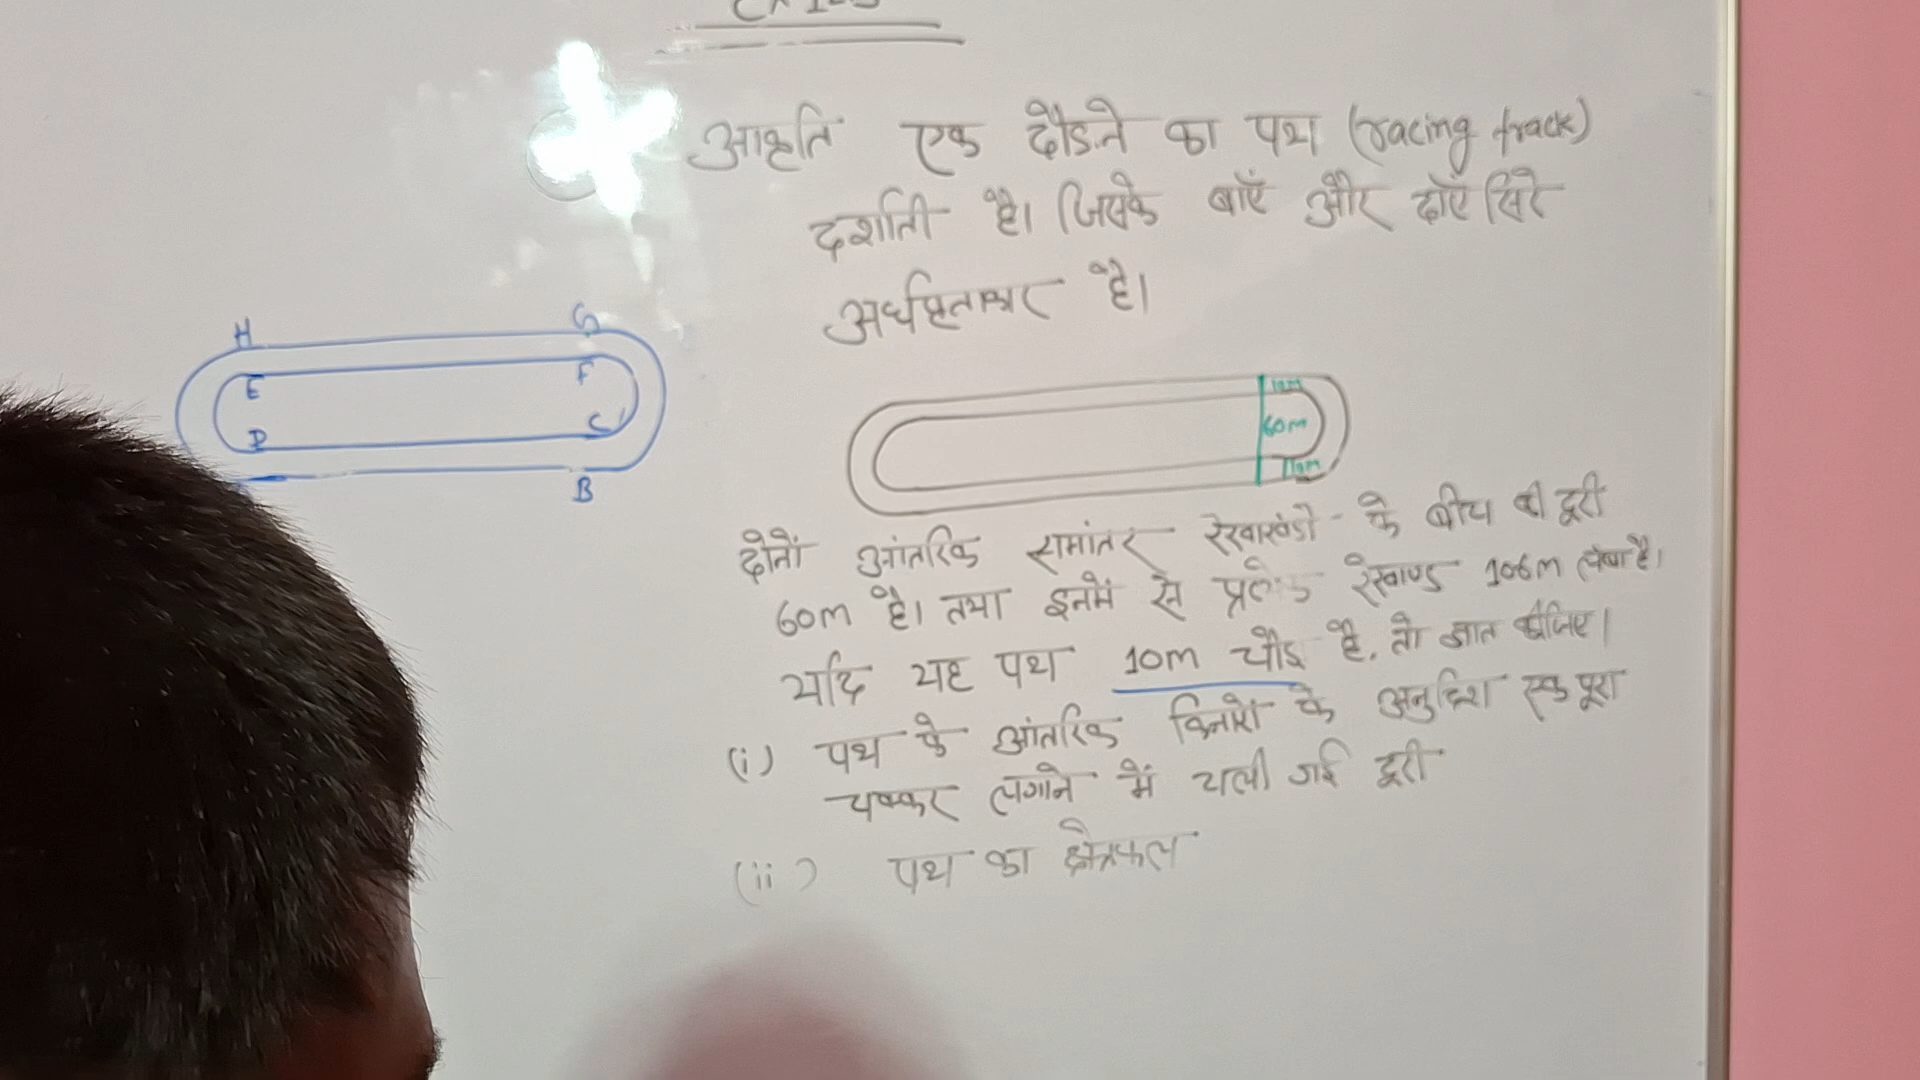 आकृति एक दौड़ने का पथ (racing track)
दर्शाती है। जिसके बाएँ और दाएँ सिरे
अर्धवृताकार है।
H G
E F
D C
B
10m
60m
10m
दोनों आंतरिक समांतर रेखाखंडो के बीच की दूरी
60m है। तथा इनमें से प्रत्येक रेखाण्ड 106m लंबा है।
यदि यह पथ 10m चौड़ा है, तो ज्ञात कीजिए।
(i) पथ के आंतरिक किनारों के अनुदिश एक पूरा
चक्कर लगाने में चली गई दूरी
(ii) पथ का क्षेत्रफल